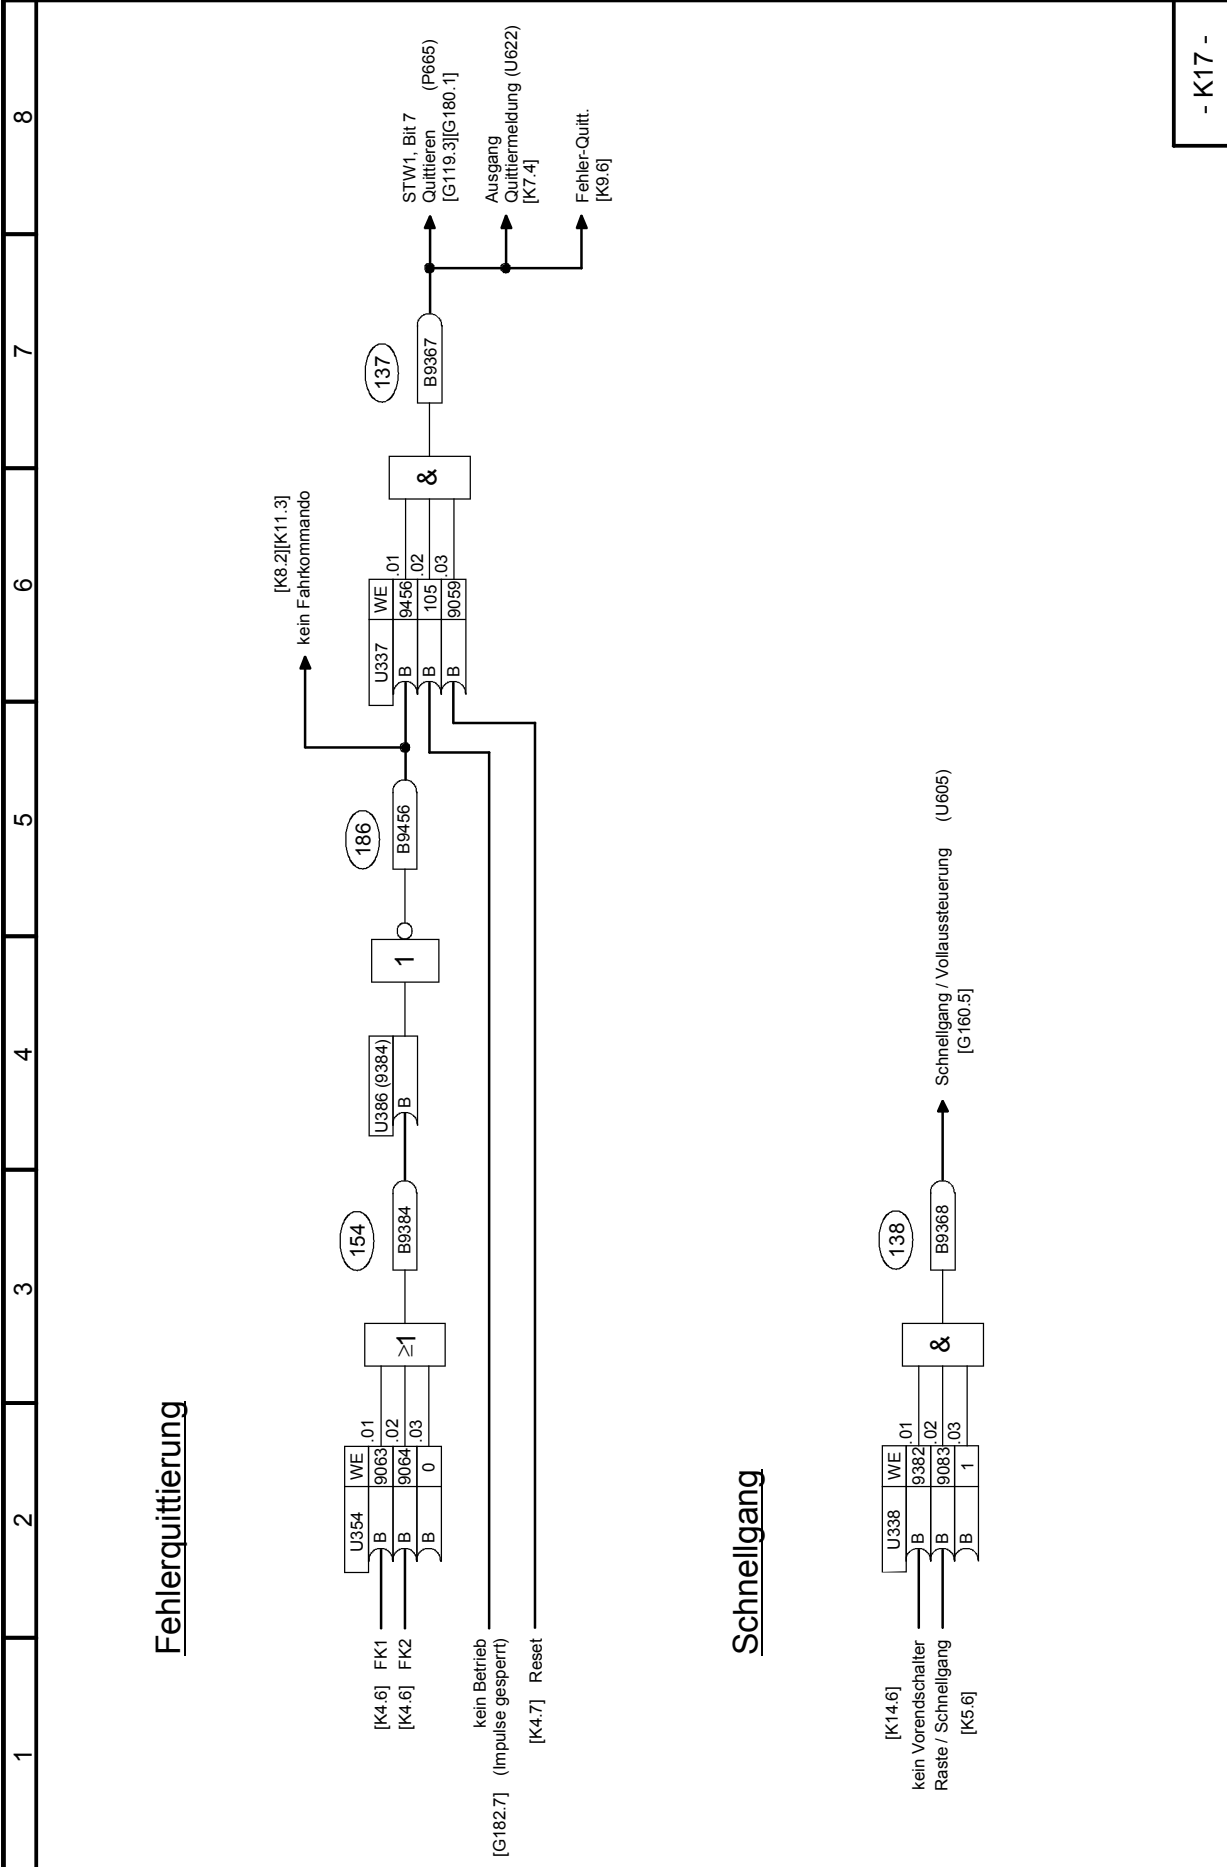 1
2
3
4
5
6
7
8
Fehlerquittierung
[K4.6] FK1
[K4.6] FK2
U354 WE
B 9063 .01
B 9064 .02
B 0 .03
≥1
154
B9384
U386 (9384)
B
1
186
B9456
[K8.2][K11.3]
kein Fahrkommando
kein Betrieb
[G182.7] (Impulse gesperrt)
[K4.7] Reset
U337 WE
B 9456 .01
B 105 .02
B 9059 .03
&
137
B9367
STW1, Bit 7
Quittieren (P665)
[G119.3][G180.1]
Ausgang
Quittiermeldung (U622)
[K7.4]
Fehler-Quitt.
[K9.6]
Schnellgang
[K14.6]
kein Vorendschalter
Raste / Schnellgang
[K5.6]
U338 WE
B 9382 .01
B 9083 .02
B 1 .03
&
138
B9368
Schnellgang / Vollaussteuerung (U605)
[G160.5]
- K17 -